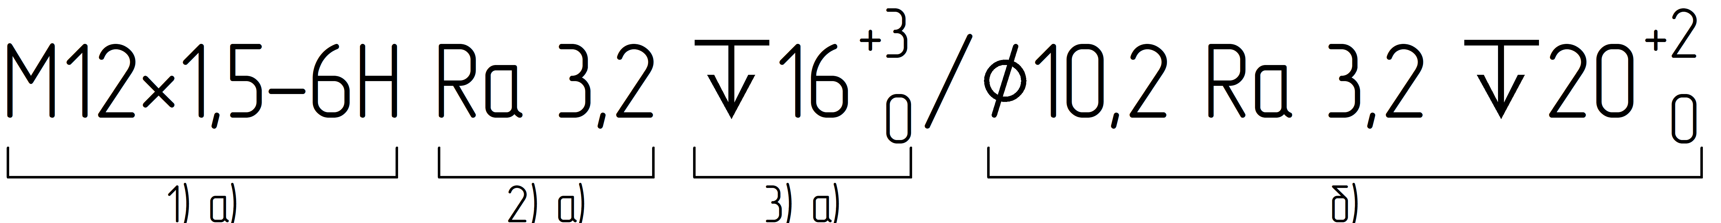 M12×1,5–6H Ra 3,2 ↧16 +3 0 / ⌀10,2 Ra 3,2 ↧20 +2 0
1) а) 2) а) 3) а) б)